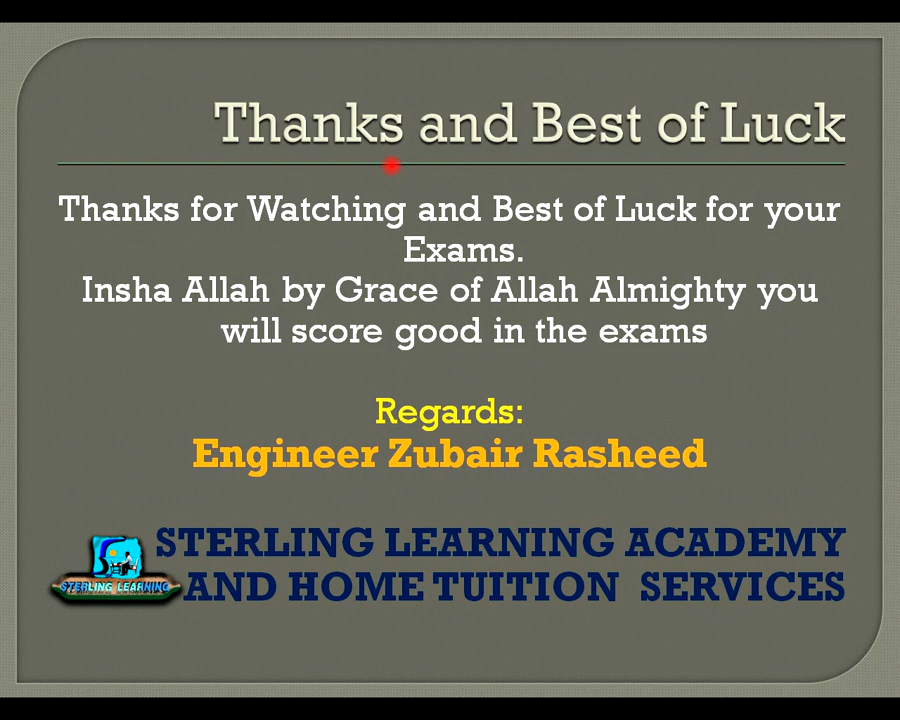 Thanks and Best of Luck
Thanks for Watching and Best of Luck for your
Exams.
Insha Allah by Grace of Allah Almighty you
will score good in the exams
Regards:
Engineer Zubair Rasheed
STERLING LEARNING ACADEMY
AND HOME TUITION SERVICES
STERLING LEARNING